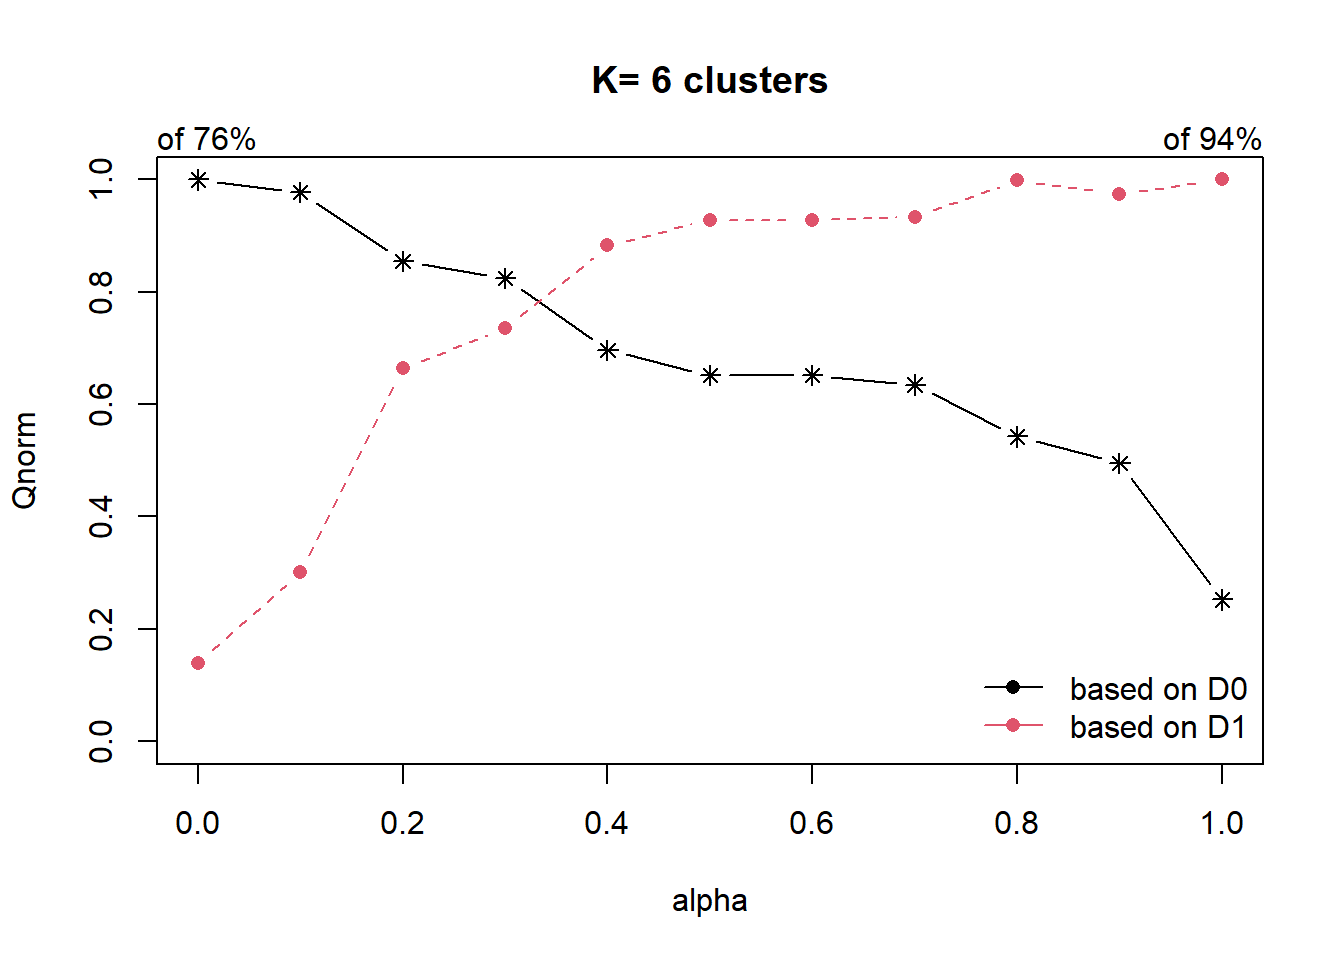 K= 6 clusters
of 76%
of 94%
1.0
0.8
0.6
0.4
0.2
0.0
Qnorm
based on D0
based on D1
0.0 0.2 0.4 0.6 0.8 1.0
alpha